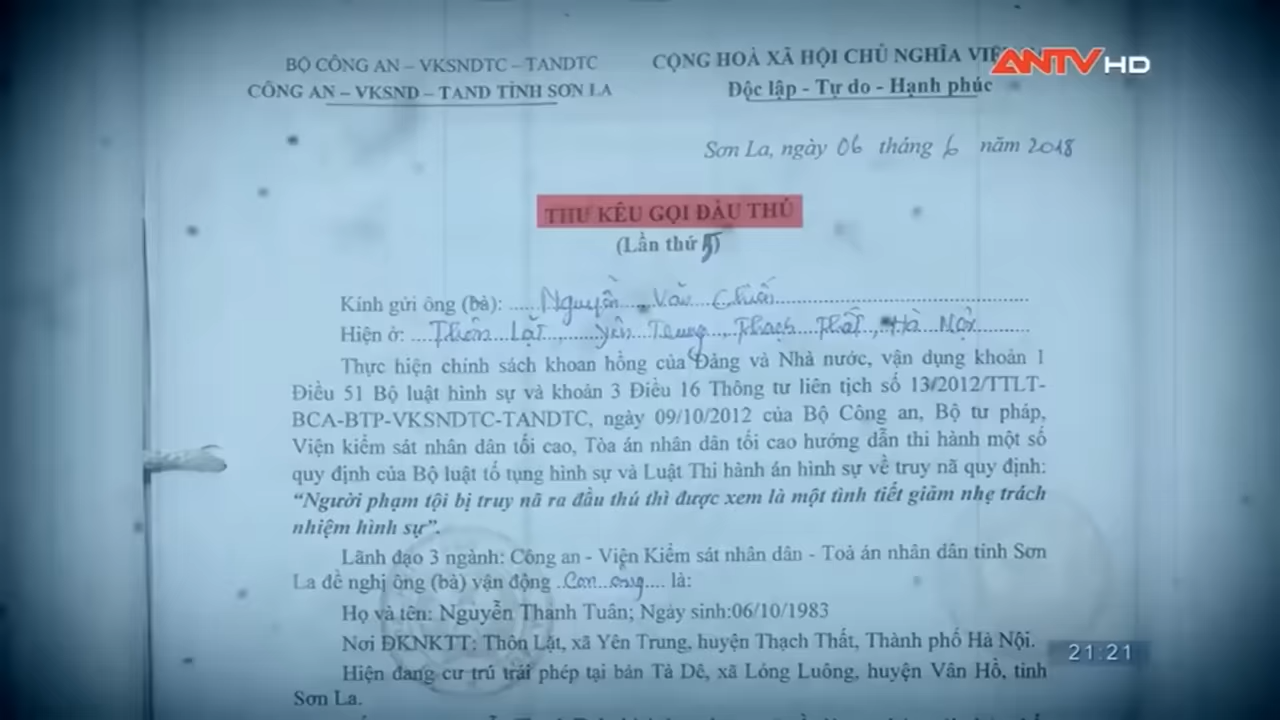 BỘ CÔNG AN – VKSNDTC – TANDTC
CÔNG AN – VKSND – TAND TỈNH SƠN LA
CỘNG HOÀ XÃ HỘI CHỦ NGHĨA
ANTV HD
Độc lập - Tự do - Hạnh phúc
Sơn La, ngày 06 tháng 6 năm 2018
THƯ KÊU GỌI ĐẦU THÚ
(Lần thứ 5)
Kính gửi ông (bà): Nguyễn Văn Chiến
Hiện ở: Thôn Lặt, Yên Trung, Thạch Thất, Hà Nội
Thực hiện chính sách khoan hồng của Đảng và Nhà nước, vận dụng khoản 1
Điều 51 Bộ luật hình sự và khoản 3 Điều 16 Thông tư liên tịch số 13/2012/TTLT-
BCA-BTP-VKSNDTC-TANDTC, ngày 09/10/2012 của Bộ Công an, Bộ tư pháp,
Viện kiểm sát nhân dân tối cao, Tòa án nhân dân tối cao hướng dẫn thi hành một số
quy định của Bộ luật tố tụng hình sự và Luật Thi hành án hình sự về truy nã quy định:
“Người phạm tội bị truy nã ra đầu thú thì được xem là một tình tiết giảm nhẹ trách
nhiệm hình sự”.
Lãnh đạo 3 ngành: Công an - Viện Kiểm sát nhân dân - Toà án nhân dân tỉnh Sơn
La đề nghị ông (bà) vận động Con ông là:
Họ và tên: Nguyễn Thanh Tuân; Ngày sinh:06/10/1983
Nơi ĐKNKTT: Thôn Lặt, xã Yên Trung, huyện Thạch Thất, Thành phố Hà Nội.
Hiện đang cư trú trái phép tại bản Tà Dê, xã Lóng Luông, huyện Vân Hồ, tỉnh
Sơn La.
21:21